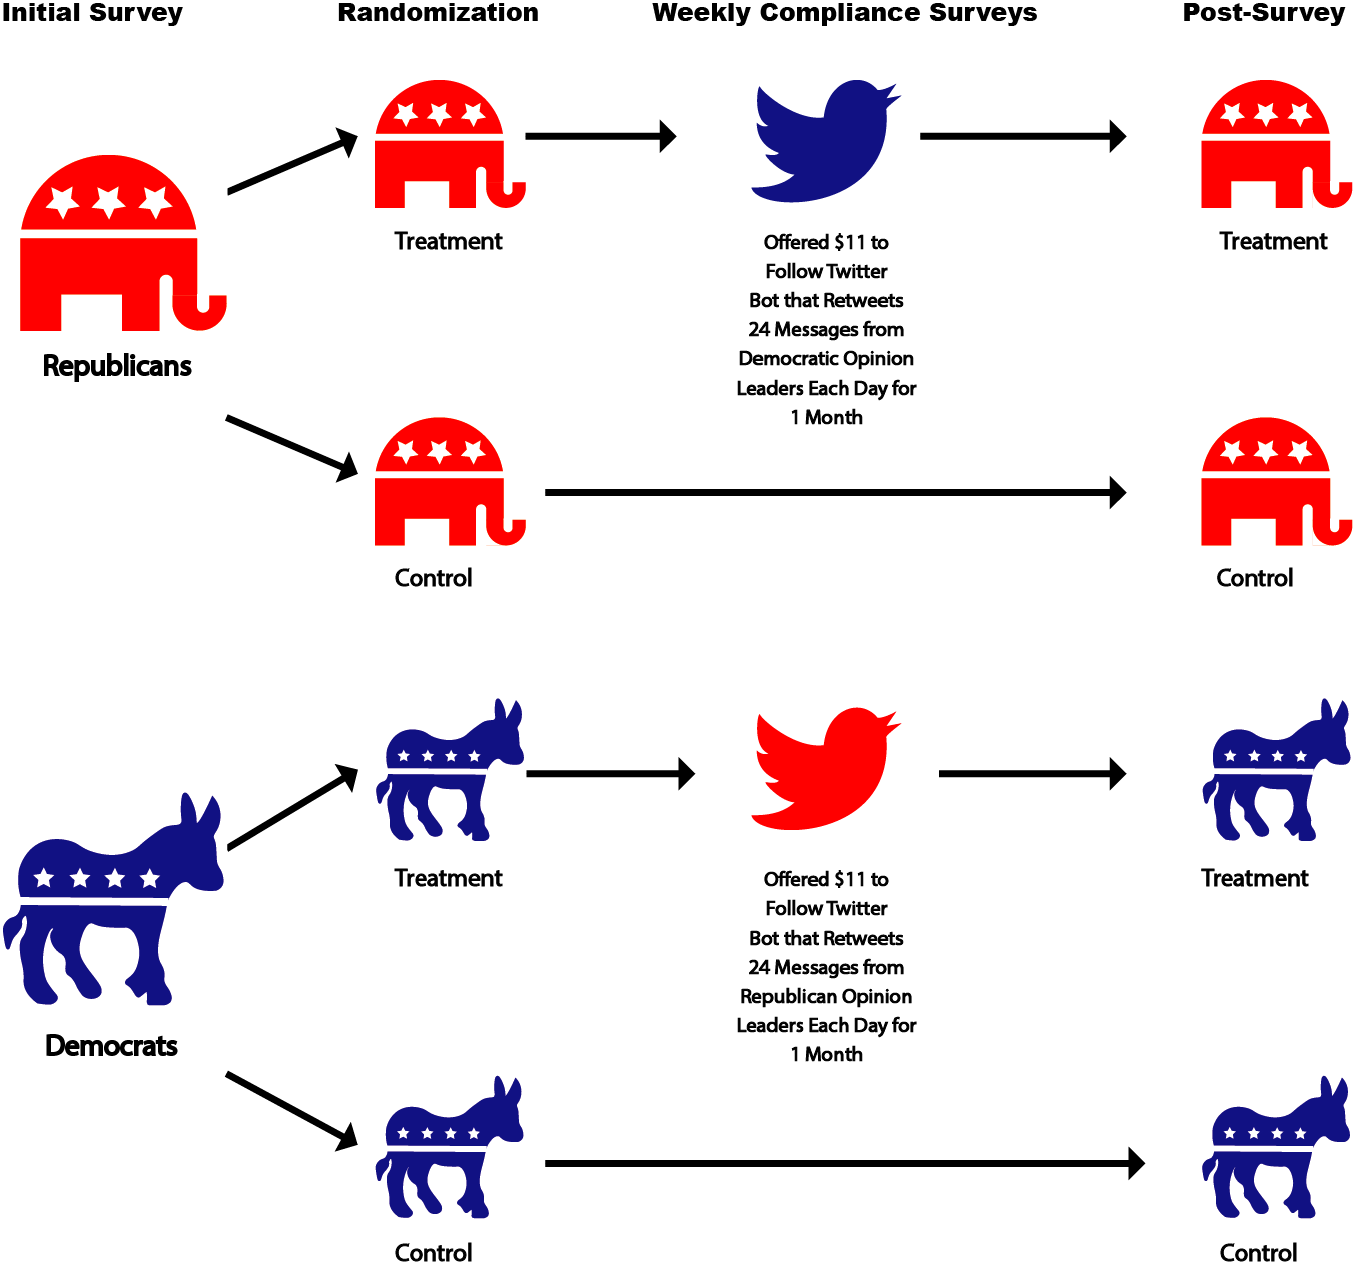 Initial Survey
Randomization
Weekly Compliance Surveys
Post-Survey
Republicans
Treatment
Offered $11 to
Follow Twitter
Bot that Retweets
24 Messages from
Democratic Opinion
Leaders Each Day for
1 Month
Treatment
Control
Control
Democrats
Treatment
Offered $11 to
Follow Twitter
Bot that Retweets
24 Messages from
Republican Opinion
Leaders Each Day for
1 Month
Treatment
Control
Control